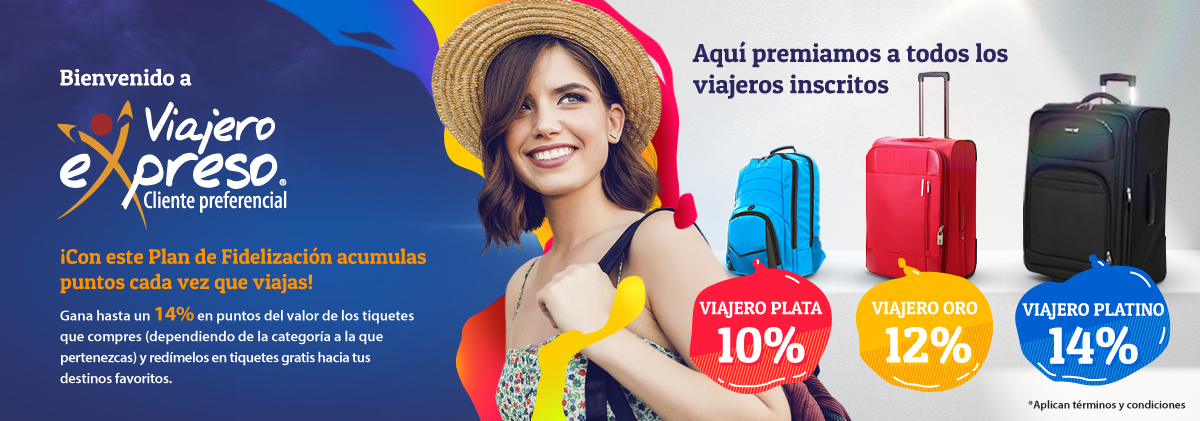 Bienvenido a
Viajero
expreso®
Cliente preferencial
¡Con este Plan de Fidelización acumulas
puntos cada vez que viajas!
Gana hasta un 14% en puntos del valor de los tiquetes
que compres (dependiendo de la categoría a la que
pertenezcas) y redímelos en tiquetes gratis hacia tus
destinos favoritos.
Aquí premiamos a todos los
viajeros inscritos
VIAJERO PLATA
10%
VIAJERO ORO
12%
VIAJERO PLATINO
14%
*Aplican términos y condiciones